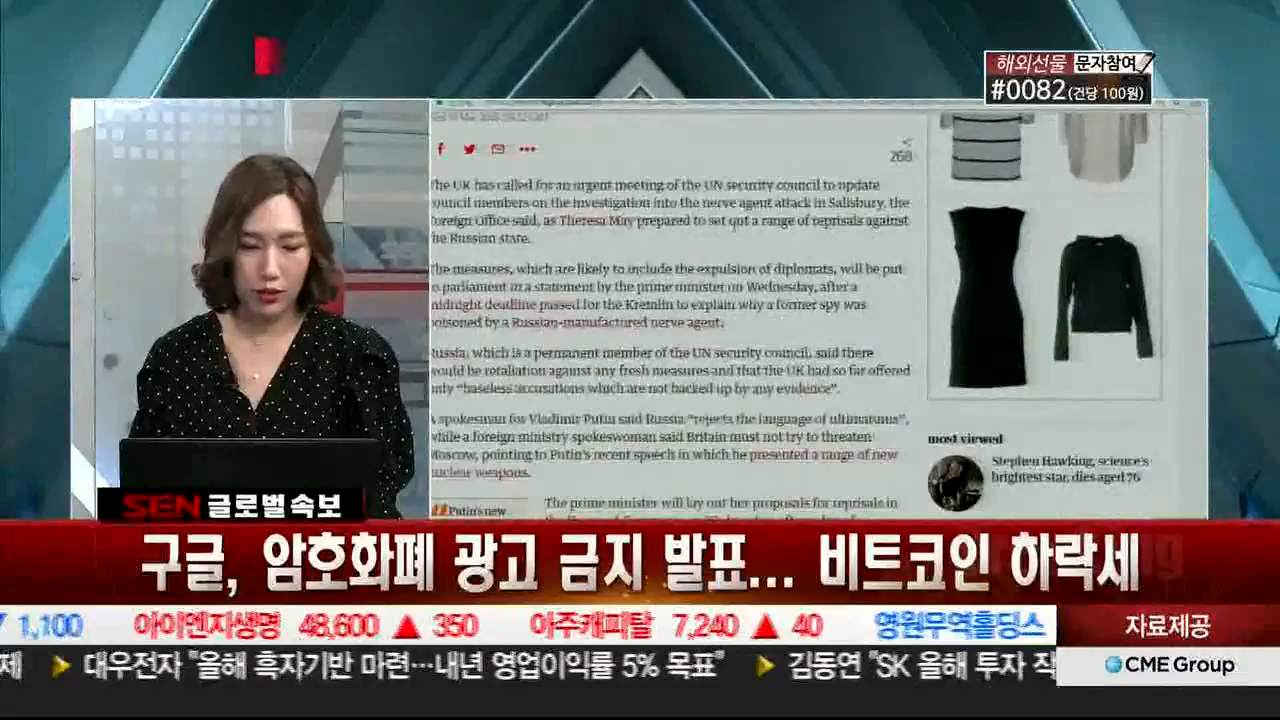 해외선물 문자참여
#0082(건당 100원)
268
The UK has called for an urgent meeting of the UN security council to update
council members on the investigation into the nerve agent attack in Salisbury, the
Foreign Office said, as Theresa May prepared to set out a range of reprisals against
the Russian state.
The measures, which are likely to include the expulsion of diplomats, will be put
to parliament in a statement by the prime minister on Wednesday, after a
midnight deadline passed for the Kremlin to explain why a former spy was
poisoned by a Russian-manufactured nerve agent.
Russia, which is a permanent member of the UN security council, said there
would be retaliation against any fresh measures and that the UK had so far offered
only “baseless accusations which are not backed up by any evidence”.
A spokesman for Vladimir Putin said Russia “rejects the language of ultimatums”,
while a foreign ministry spokeswoman said Britain must not try to threaten
Moscow, pointing to Putin's recent speech in which he presented a range of new
nuclear weapons.
Putin's new
The prime minister will lay out her proposals for reprisals in
most viewed
Stephen Hawking, science's
brightest star, dies aged 76
SEN 글로벌속보
구글, 암호화폐 광고 금지 발표... 비트코인 하락세
▼ 1,100 아이엔지생명 48,600 ▲ 350 아주캐피탈 7,240 ▲ 40 영원무역홀딩스
자료제공
제 ▶ 대우전자 "올해 흑자기반 마련…내년 영업이익률 5% 목표" ▶ 김동연 "SK 올해 투자
CME Group